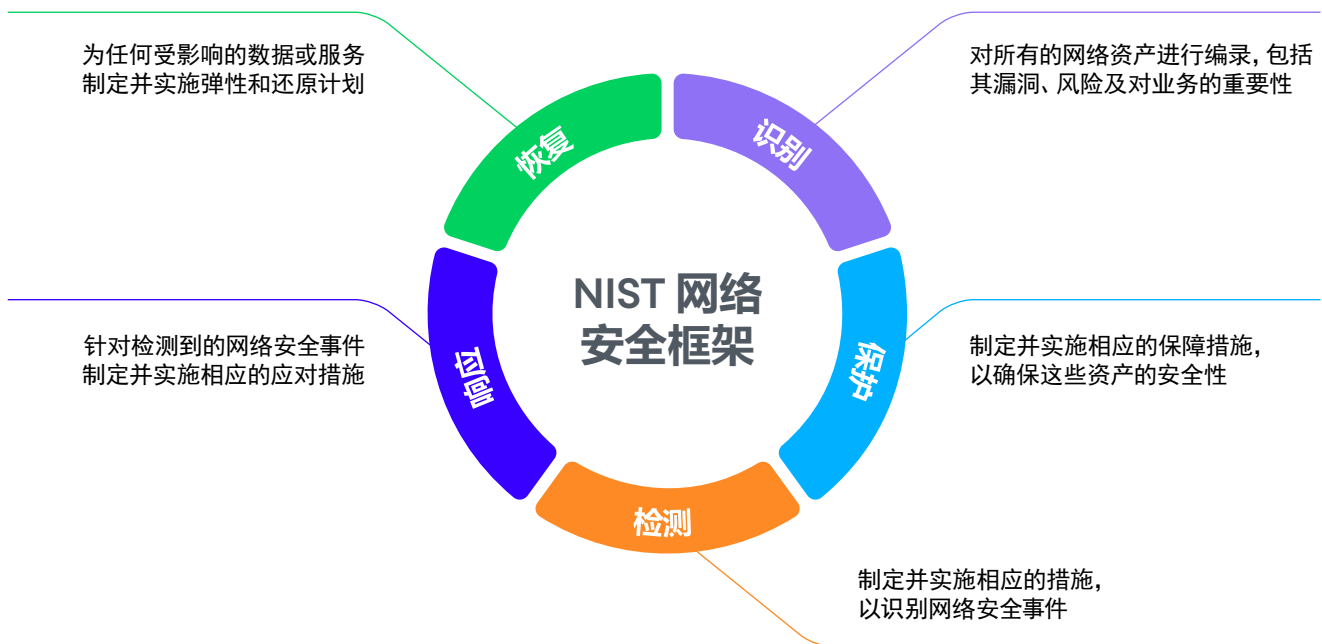 为任何受影响的数据或服务
制定并实施弹性和还原计划
对所有的网络资产进行编录,包括
其漏洞、风险及对业务的重要性
恢复
识别
NIST 网络
安全框架
针对检测到的网络安全事件
制定并实施相应的应对措施
响应
保护
制定并实施相应的保障措施,
以确保这些资产的安全性
检测
制定并实施相应的措施,
以识别网络安全事件